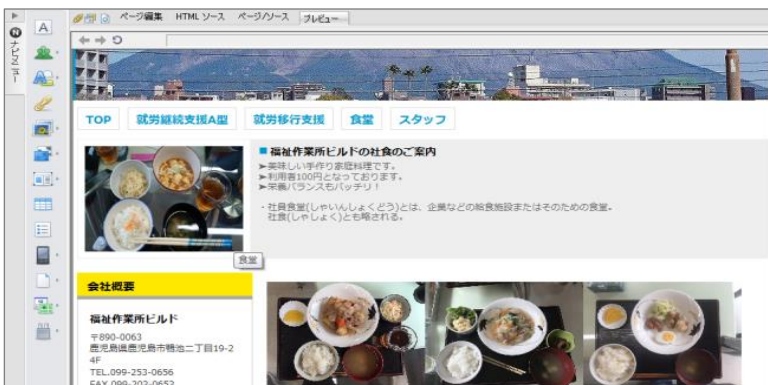 ナビメニュー
ページ編集 HTML ソース ページ/ソース プレビュー
TOP 就労継続支援A型 就労移行支援 食堂 スタッフ
■福祉作業所ビルドの社食のご案内
➤美味しい手作り家庭料理です。
➤利用者100円となっております。
➤栄養バランスもバッチリ！
・社員食堂(しゃいんしょくどう)とは、企業などの給食施設またはそのための食堂。
社食(しゃしょく)とも略される。
食堂
会社概要
福祉作業所ビルド
〒890-0063
鹿児島県鹿児島市鴨池二丁目19-2
4F
TEL.099-253-0656
FAX.099-203-0652